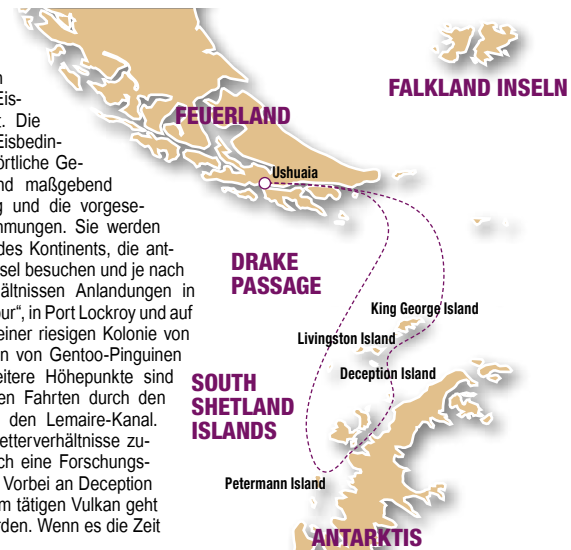 Eis-
t. Die
Eisbedin-
örtliche Ge-
nd maßgebend
g und die vorgese-
hmungen. Sie werden
des Kontinents, die ant-
sel besuchen und je nach
ältnissen Anlandungen in
our“, in Port Lockroy und auf
einer riesigen Kolonie von
n von Gentoo-Pinguinen
eitere Höhepunkte sind
en Fahrten durch den
den Lemaire-Kanal.
etterverhältnisse zu-
ch eine Forschungs-
Vorbei an Deception
m tätigen Vulkan geht
rden. Wenn es die Zeit
FALKLAND INSELN
FEUERLAND
Ushuaia
DRAKE
PASSAGE
King George Island
Livingston Island
Deception Island
SOUTH
SHETLAND
ISLANDS
Petermann Island
ANTARKTIS